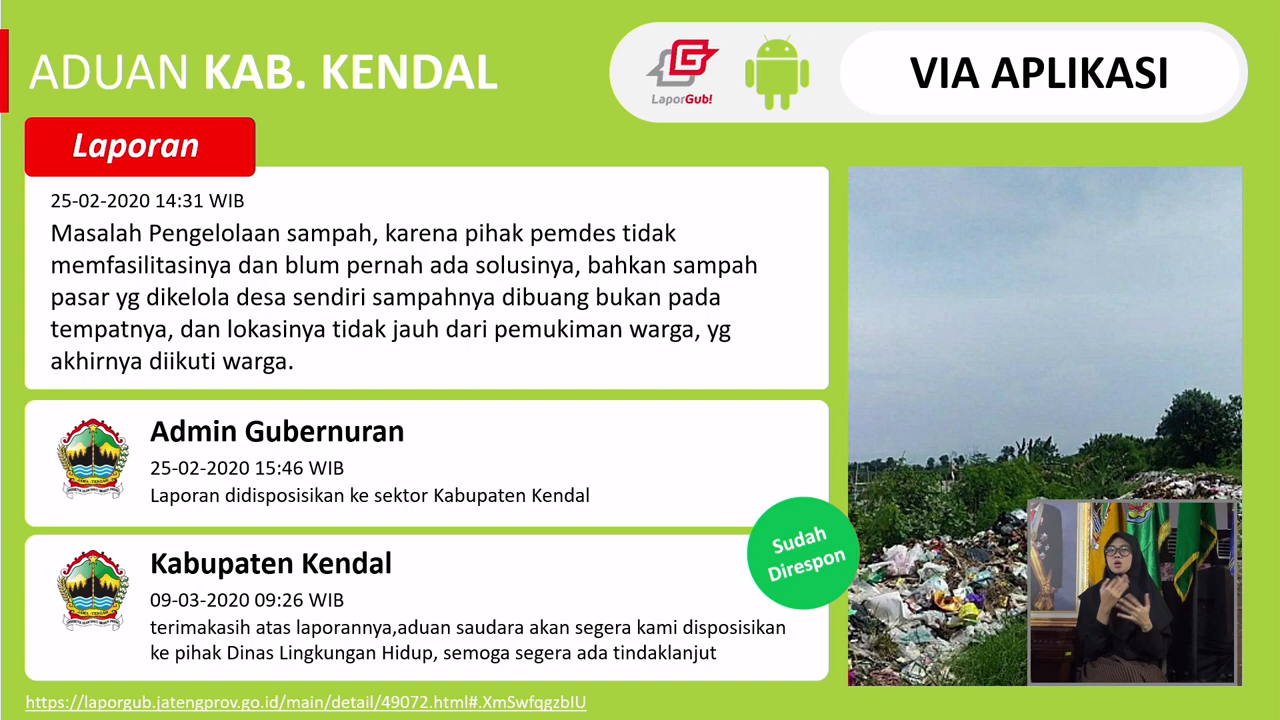 ADUAN KAB. KENDAL
LaporGub!
VIA APLIKASI
Laporan
25-02-2020 14:31 WIB
Masalah Pengelolaan sampah, karena pihak pemdes tidak
memfasilitasinya dan blum pernah ada solusinya, bahkan sampah
pasar yg dikelola desa sendiri sampahnya dibuang bukan pada
tempatnya, dan lokasinya tidak jauh dari pemukiman warga, yg
akhirnya diikuti warga.
Admin Gubernuran
25-02-2020 15:46 WIB
Laporan didisposisikan ke sektor Kabupaten Kendal
Sudah
Direspon
Kabupaten Kendal
09-03-2020 09:26 WIB
terimakasih atas laporannya,aduan saudara akan segera kami disposisikan
ke pihak Dinas Lingkungan Hidup, semoga segera ada tindaklanjut
https://laporgub.jatengprov.go.id/main/detail/49072.html#.XmSwfqgzbIU